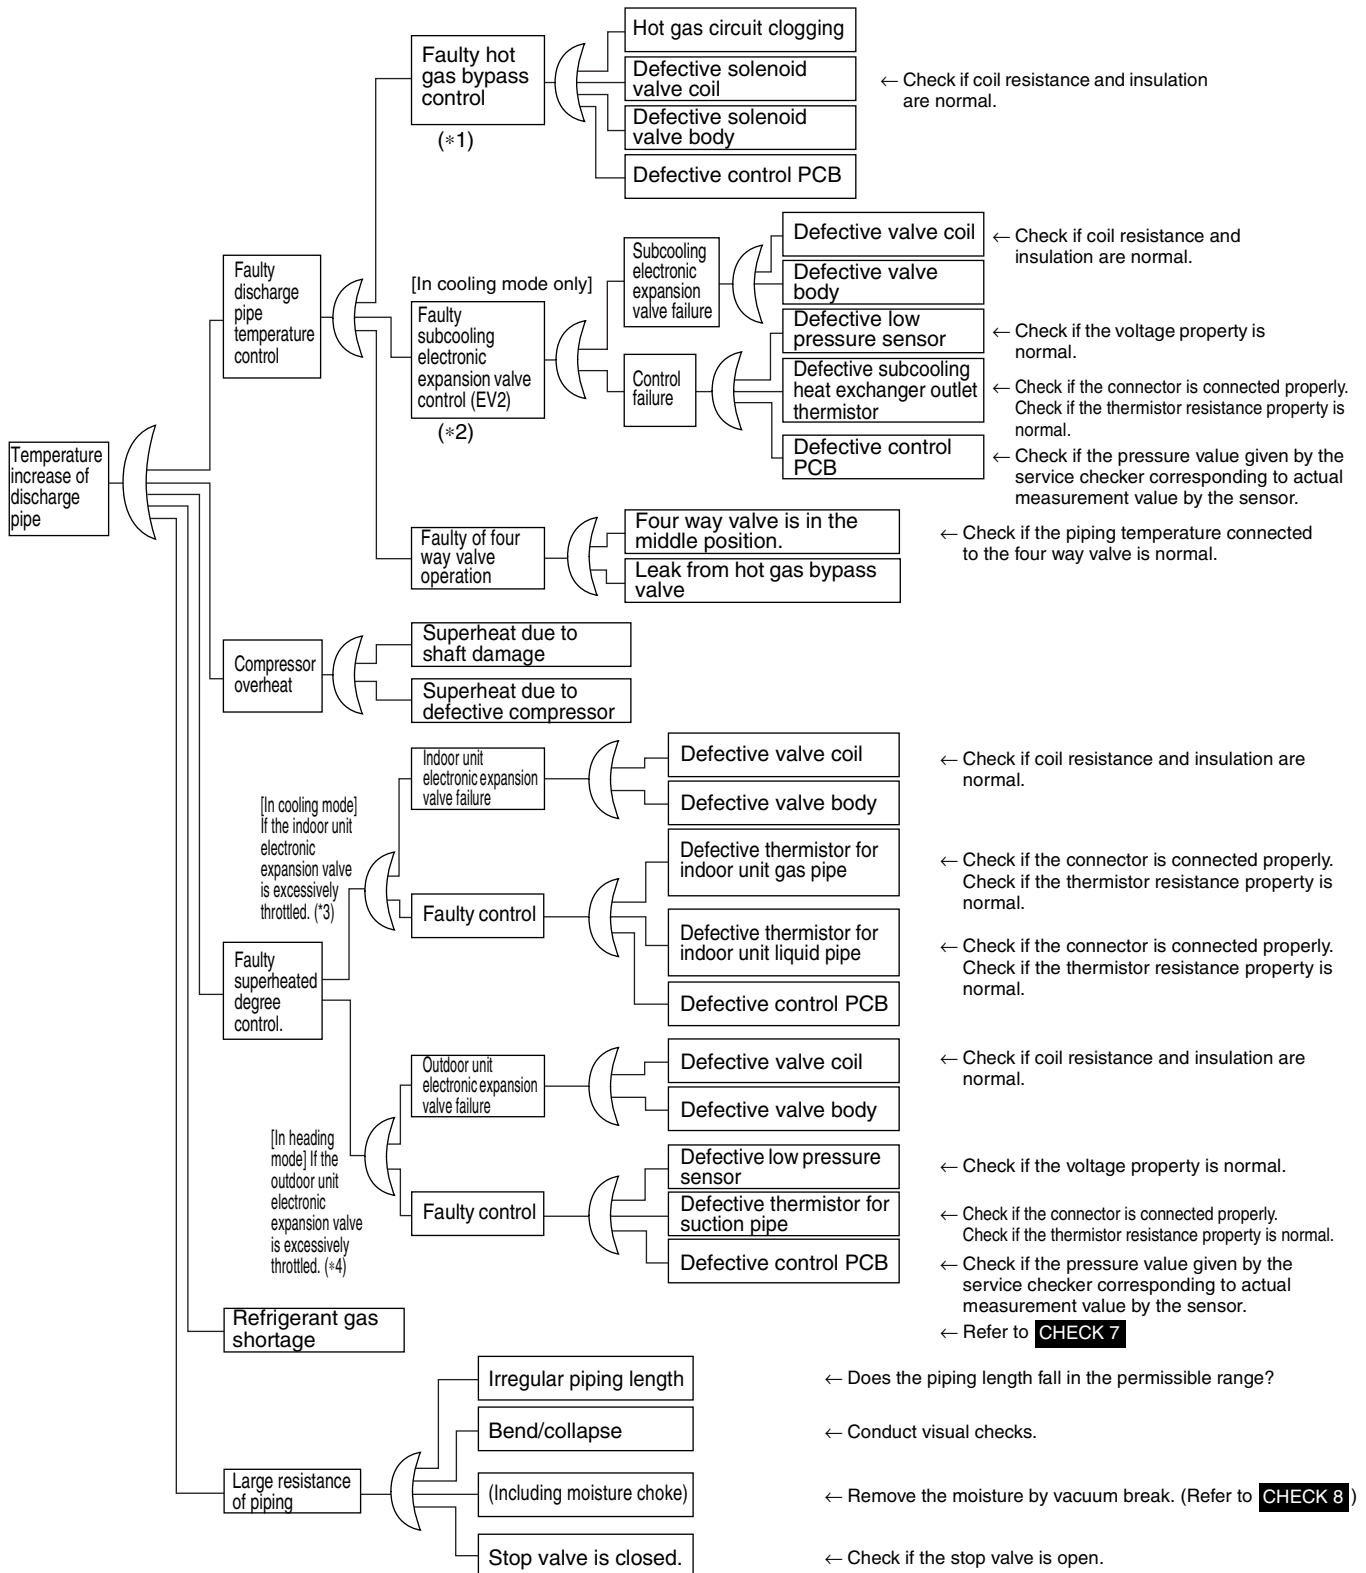 Hot gas circuit clogging
Faulty hot
gas bypass
control
(*1)
Defective solenoid
valve coil
← Check if coil resistance and insulation
are normal.
Defective solenoid
valve body
Defective control PCB
Faulty
discharge
pipe
temperature
control
[In cooling mode only]
Faulty
subcooling
electronic
expansion valve
control (EV2)
(*2)
Subcooling
electronic
expansion
valve failure
Defective valve coil
← Check if coil resistance and
insulation are normal.
Defective valve
body
Control
failure
Defective low
pressure sensor
← Check if the voltage property is
normal.
Defective subcooling
heat exchanger outlet
thermistor
← Check if the connector is connected properly.
Check if the thermistor resistance property is
normal.
Defective control
PCB
← Check if the pressure value given by the
service checker corresponding to actual
measurement value by the sensor.
Temperature
increase of
discharge
pipe
Faulty of four
way valve
operation
Four way valve is in the
middle position.
← Check if the piping temperature connected
to the four way valve is normal.
Leak from hot gas bypass
valve
Compressor
overheat
Superheat due to
shaft damage
Superheat due to
defective compressor
[In cooling mode]
If the indoor unit
electronic
expansion valve
is excessively
throttled. (*3)
Indoor unit
electronic expansion
valve failure
Defective valve coil
← Check if coil resistance and insulation are
normal.
Defective valve body
Faulty control
Defective thermistor for
indoor unit gas pipe
← Check if the connector is connected properly.
Check if the thermistor resistance property is
normal.
Defective thermistor for
indoor unit liquid pipe
← Check if the connector is connected properly.
Check if the thermistor resistance property is
normal.
Defective control PCB
Faulty
superheated
degree
control.
[In heading
mode] If the
outdoor unit
electronic
expansion valve
is excessively
throttled. (*4)
Outdoor unit
electronic expansion
valve failure
Defective valve coil
← Check if coil resistance and insulation are
normal.
Defective valve body
Faulty control
Defective low pressure
sensor
← Check if the voltage property is normal.
Defective thermistor for
suction pipe
← Check if the connector is connected properly.
Check if the thermistor resistance property is normal.
Defective control PCB
← Check if the pressure value given by the
service checker corresponding to actual
measurement value by the sensor.
Refrigerant gas
shortage
← Refer to CHECK 7
Large resistance
of piping
Irregular piping length
← Does the piping length fall in the permissible range?
Bend/collapse
← Conduct visual checks.
(Including moisture choke)
← Remove the moisture by vacuum break. (Refer to CHECK 8)
Stop valve is closed.
← Check if the stop valve is open.